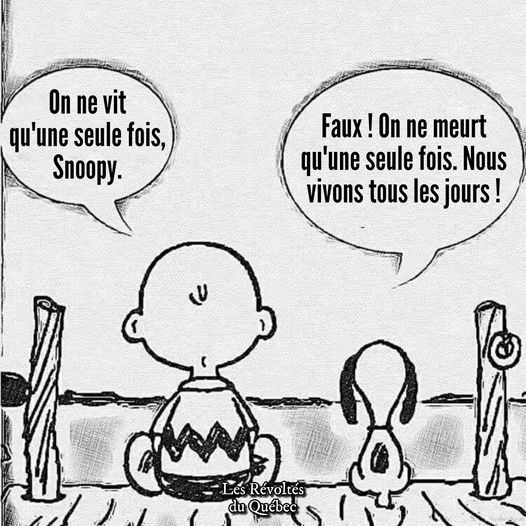 On ne vit
qu'une seule fois,
Snoopy.
Faux ! On ne meurt
qu'une seule fois. Nous
vivons tous les jours !
Les Révoltés
du Québec